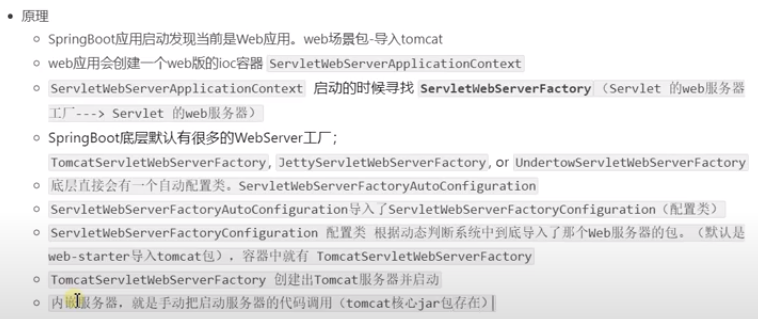 原理
SpringBoot应用启动发现当前是Web应用。web场景包-导入tomcat
web应用会创建一个web版的ioc容器 ServletWebServerApplicationContext
ServletWebServerApplicationContext 启动的时候寻找 ServletWebServerFactory（Servlet 的web服务器
工厂---> Servlet 的web服务器）
SpringBoot底层默认有很多的WebServer工厂；
TomcatServletWebServerFactory, JettyServletWebServerFactory, or UndertowServletWebServerFactory
底层直接会有一个自动配置类。ServletWebServerFactoryAutoConfiguration
ServletWebServerFactoryAutoConfiguration导入了ServletWebServerFactoryConfiguration（配置类）
ServletWebServerFactoryConfiguration 配置类 根据动态判断系统中到底导入了那个Web服务器的包。（默认是
web-starter导入tomcat包），容器中就有 TomcatServletWebServerFactory
TomcatServletWebServerFactory 创建出Tomcat服务器并启动
内嵌服务器，就是手动把启动服务器的代码调用（tomcat核心jar包存在）